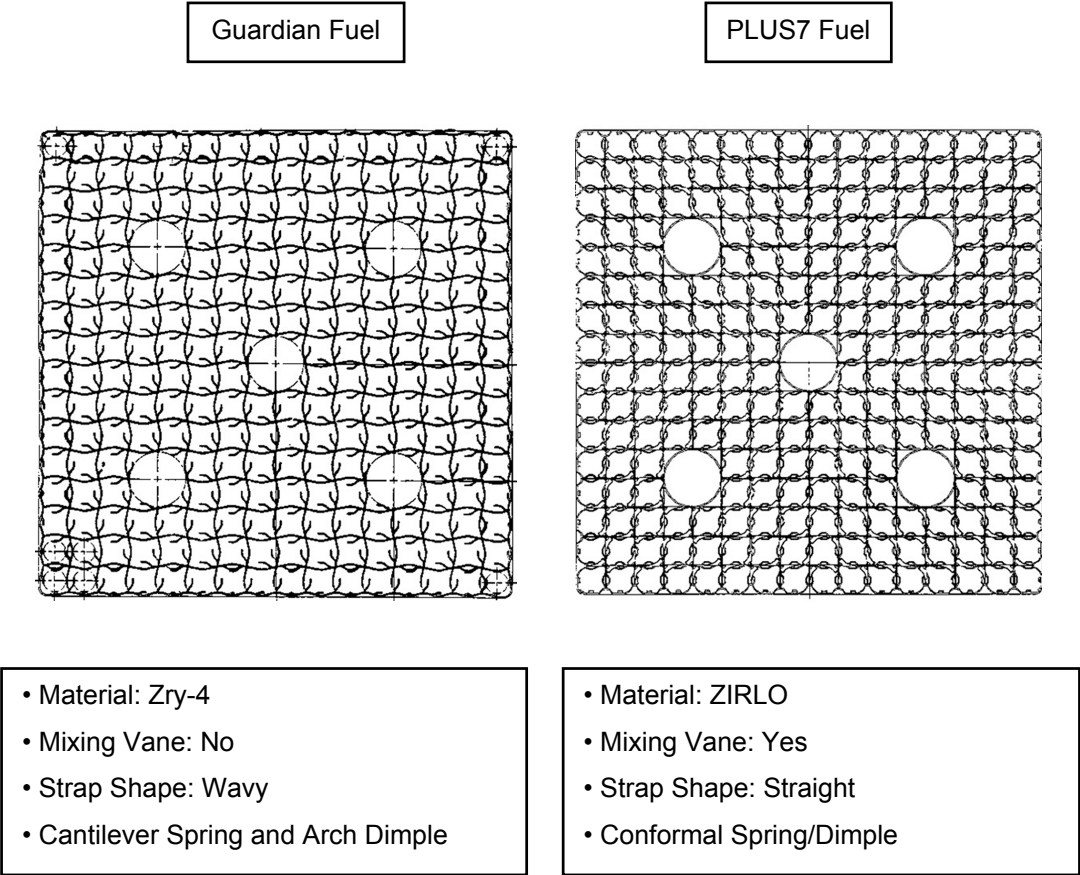 Guardian Fuel
PLUS7 Fuel
• Material: Zry-4
• Mixing Vane: No
• Strap Shape: Wavy
• Cantilever Spring and Arch Dimple
• Material: ZIRLO
• Mixing Vane: Yes
• Strap Shape: Straight
• Conformal Spring/Dimple